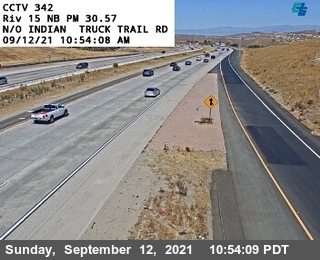 CCTV 342
Riv 15 NB PM 30.57
N/O INDIAN TRUCK TRAIL RD
09/12/21 10:54:08 AM
Sunday, September 12, 2021 10:54:09 PDT